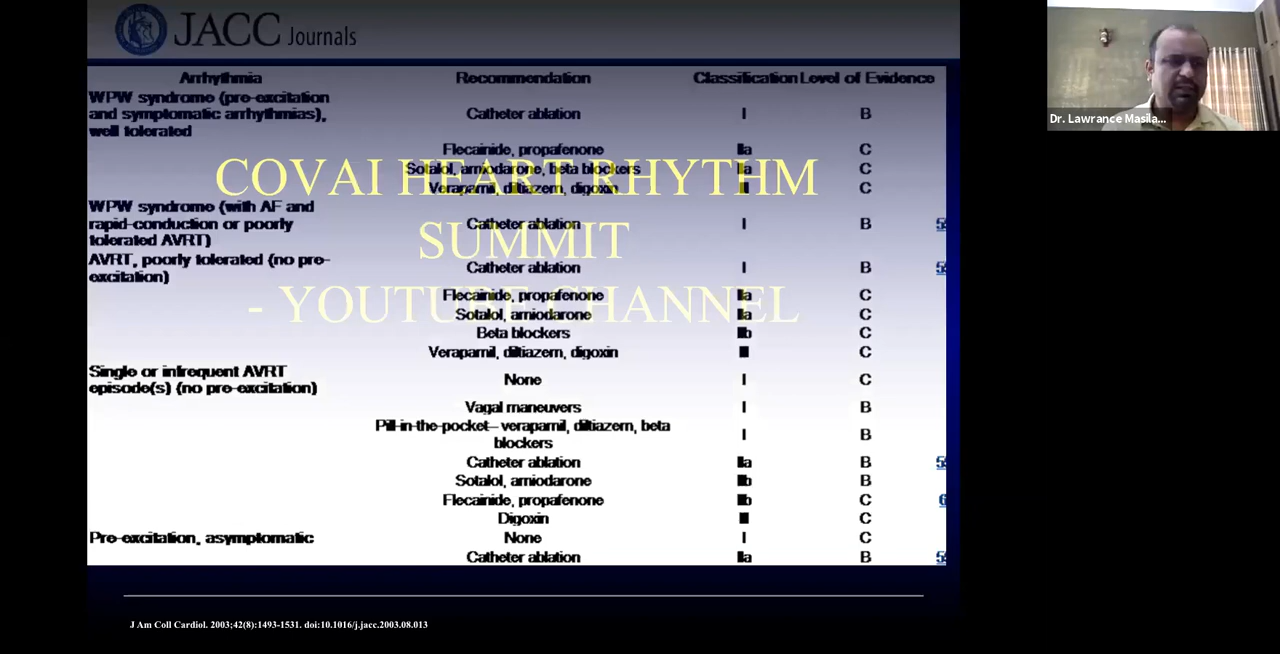 JACC Journals
Arrhythmia Recommendation Classification Level of Evidence
WPW syndrome (pre-excitation
and symptomatic arrhythmias), Catheter ablation I B
well tolerated
Flecainide, propafenone IIa C
Sotalol, amiodarone, beta blockers IIa C
Verapamil, diltiazem, digoxin III C
WPW syndrome (with AF and
rapid-conduction or poorly Catheter ablation I B
tolerated AVRT)
AVRT, poorly tolerated (no pre-
excitation) Catheter ablation I B
Flecainide, propafenone IIa C
Sotalol, amiodarone IIa C
Beta blockers IIb C
Verapamil, diltiazem, digoxin III C
Single or infrequent AVRT
episode(s) (no pre-excitation) None I C
Vagal maneuvers I B
Pill-in-the-pocket– verapamil, diltiazem, beta
blockers I B
Catheter ablation IIa B
Sotalol, amiodarone IIb B
Flecainide, propafenone IIb C
Digoxin III C
Pre-excitation, asymptomatic None I C
Catheter ablation IIa B
COVAI HEART RHYTHM
SUMMIT
- YOUTUBE CHANNEL
J Am Coll Cardiol. 2003;42(8):1493-1531. doi:10.1016/j.jacc.2003.08.013
Dr. Lawrance Masila...